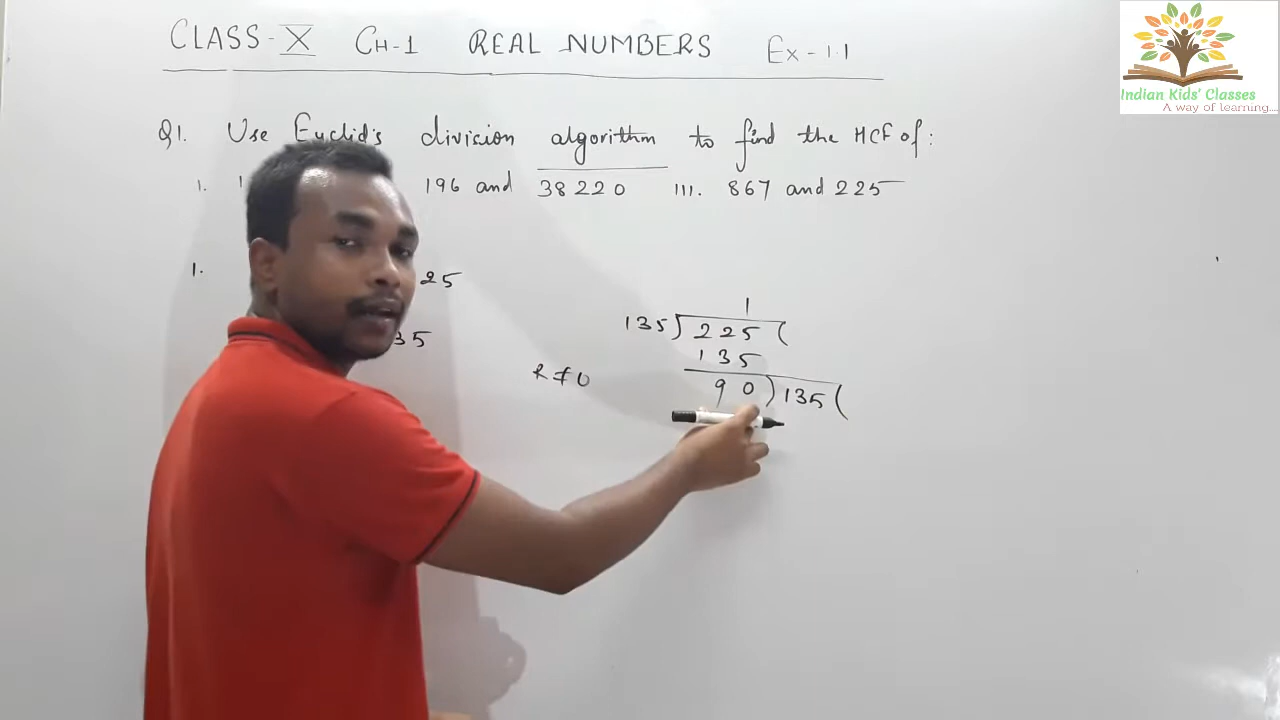 CLASS-X CH-1 REAL NUMBERS Ex-1.1
Indian Kids' Classes
A way of learning....
Q1. Use Euclid's division algorithm to find the HCF of:
1. 196 and 38220 III. 867 and 225
1. 25
35
1
135)225(
135
R≠0
90)135(